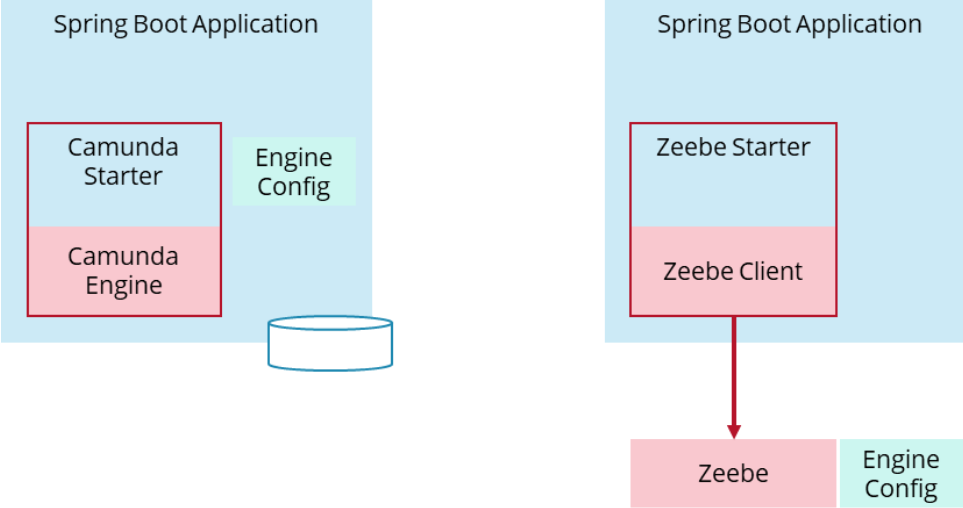 Spring Boot Application
Camunda
Starter
Engine
Config
Camunda
Engine
Spring Boot Application
Zeebe Starter
Zeebe Client
Zeebe
Engine
Config